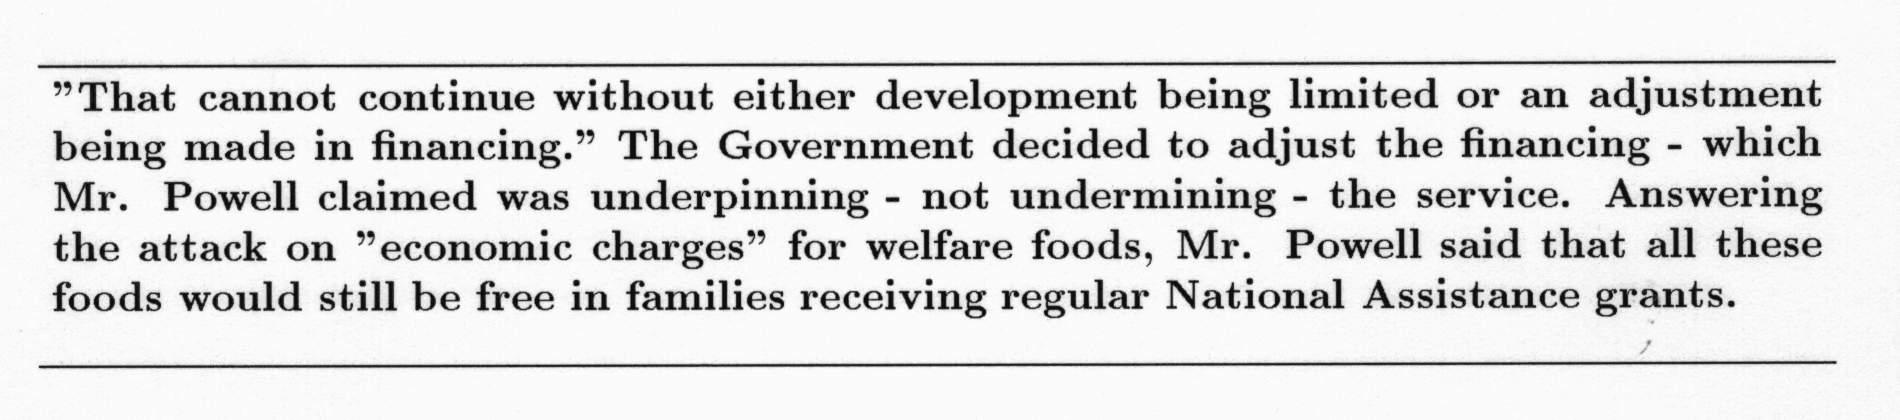 ”That cannot continue without either development being limited or an adjustment
being made in financing.” The Government decided to adjust the financing - which
Mr. Powell claimed was underpinning - not undermining - the service. Answering
the attack on ”economic charges” for welfare foods, Mr. Powell said that all these
foods would still be free in families receiving regular National Assistance grants.